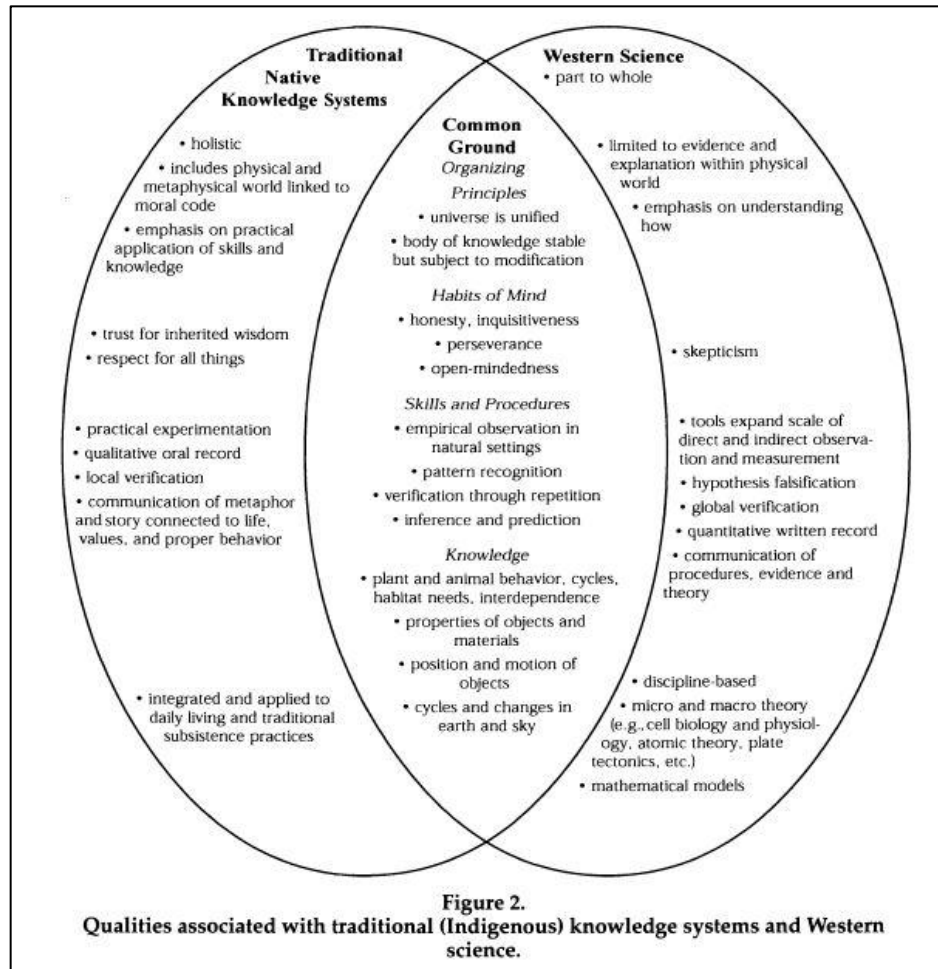 Traditional
Native
Knowledge Systems
• holistic
• includes physical and
metaphysical world linked to
moral code
• emphasis on practical
application of skills and
knowledge
• trust for inherited wisdom
• respect for all things
• practical experimentation
• qualitative oral record
• local verification
• communication of metaphor
and story connected to life,
values, and proper behavior
• integrated and applied to
daily living and traditional
subsistence practices
Common
Ground
Organizing
Principles
• universe is unified
• body of knowledge stable
but subject to modification
Habits of Mind
• honesty, inquisitiveness
• perseverance
• open-mindedness
Skills and Procedures
• empirical observation in
natural settings
• pattern recognition
• verification through repetition
• inference and prediction
Knowledge
• plant and animal behavior, cycles,
habitat needs, interdependence
• properties of objects and
materials
• position and motion of
objects
• cycles and changes in
earth and sky
Western Science
• part to whole
• limited to evidence and
explanation within physical
world
• emphasis on understanding
how
• skepticism
• tools expand scale of
direct and indirect observa-
tion and measurement
• hypothesis falsification
• global verification
• quantitative written record
• communication of
procedures, evidence and
theory
• discipline-based
• micro and macro theory
(e.g., cell biology and physiol-
ogy, atomic theory, plate
tectonics, etc.)
• mathematical models
Figure 2.
Qualities associated with traditional (Indigenous) knowledge systems and Western
science.